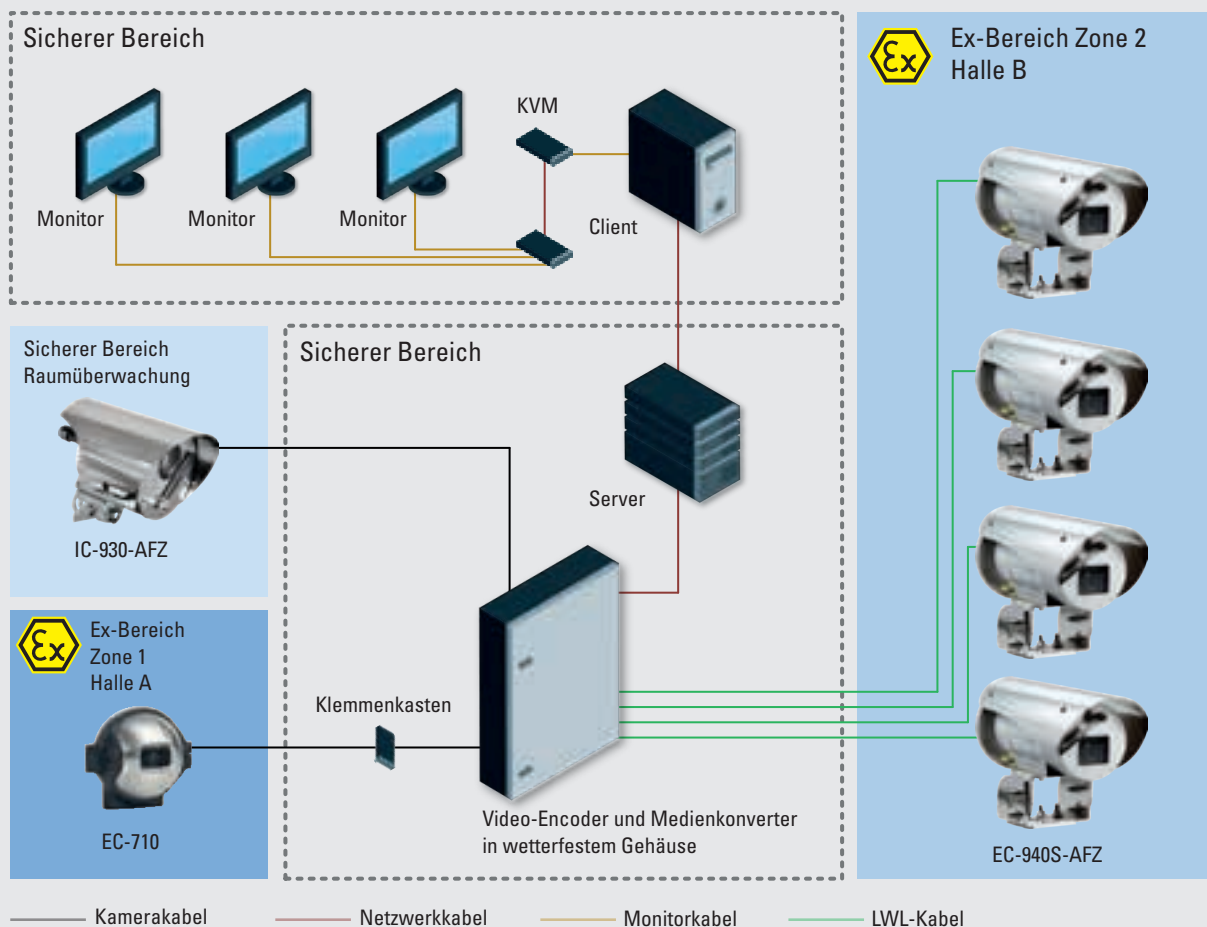 Sicherer Bereich
KVM
Monitor
Monitor
Monitor
Client
Ex-Bereich Zone 2
Halle B
Sicherer Bereich
Raumüberwachung
IC-930-AFZ
Sicherer Bereich
Server
Ex-Bereich
Zone 1
Halle A
EC-710
Klemmenkasten
Video-Encoder und Medienkonverter
in wetterfestem Gehäuse
EC-940S-AFZ
Kamerakabel
Netzwerkkabel
Monitorkabel
LWL-Kabel